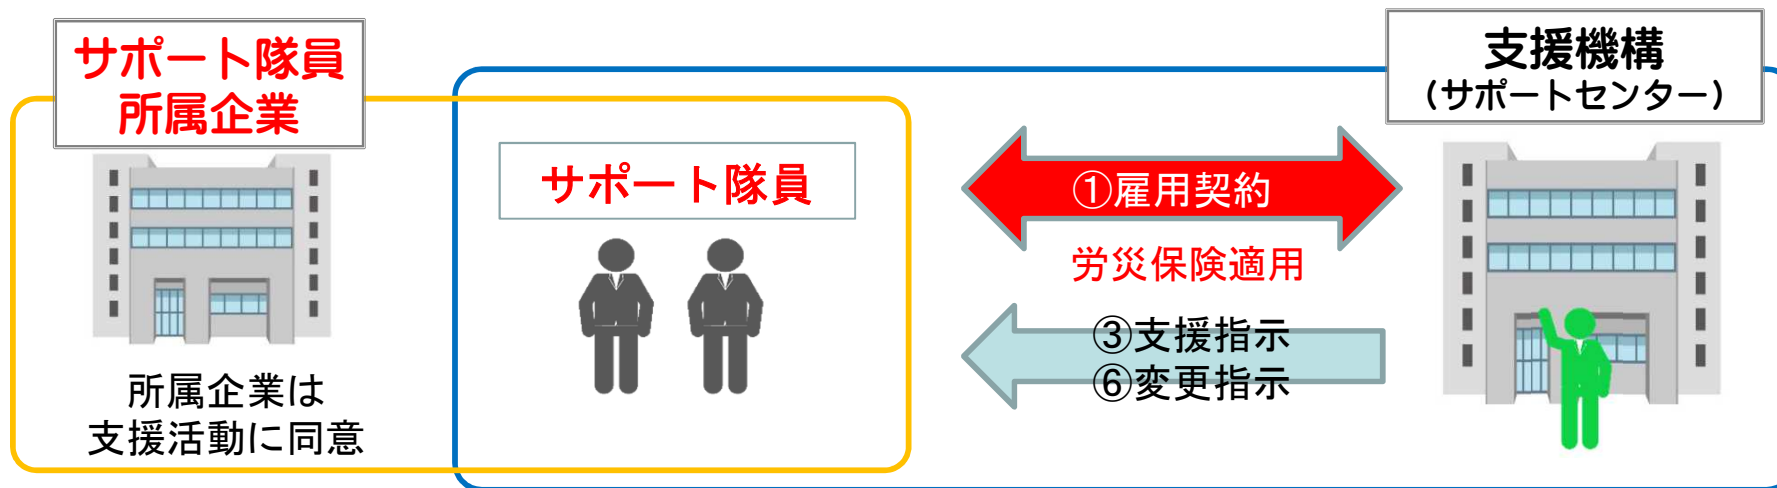 サポート隊員
所属企業
支援機構
（サポートセンター）
サポート隊員
①雇用契約
労災保険適用
③支援指示
⑥変更指示
所属企業は
支援活動に同意